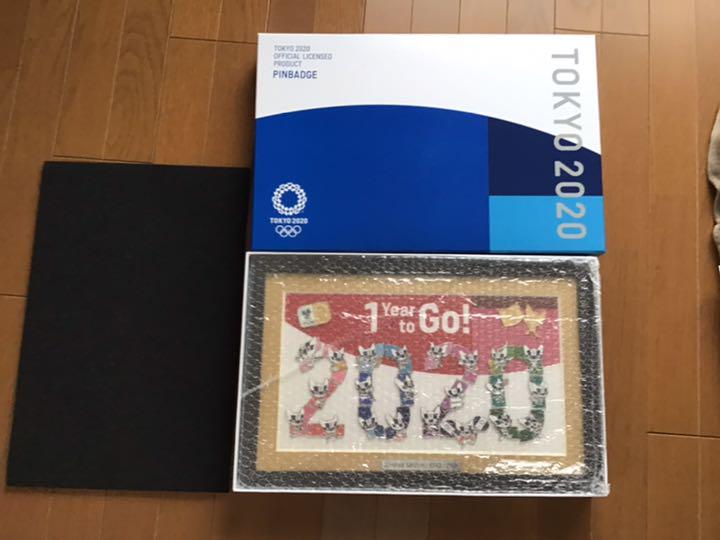 TOKYO 2020
OFFICIAL LICENSED
PRODUCT
PINBADGE
TOKYO 2020
TOKYO 2020
1 Year to Go!
2020